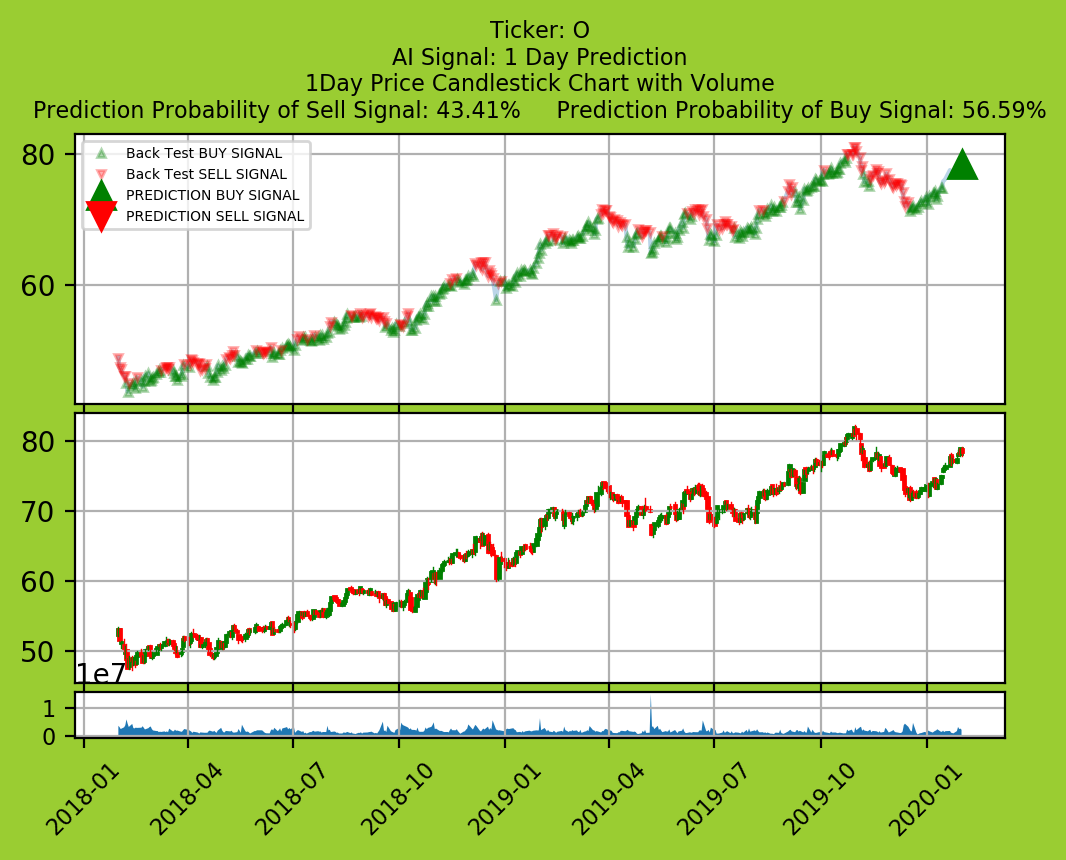 Ticker: O
AI Signal: 1 Day Prediction
1Day Price Candlestick Chart with Volume
Prediction Probability of Sell Signal: 43.41%     Prediction Probability of Buy Signal: 56.59%
Back Test BUY SIGNAL
Back Test SELL SIGNAL
PREDICTION BUY SIGNAL
PREDICTION SELL SIGNAL
80
60
80
70
60
50
1e7
1
0
2018-01 2018-04 2018-07 2018-10 2019-01 2019-04 2019-07 2019-10 2020-01